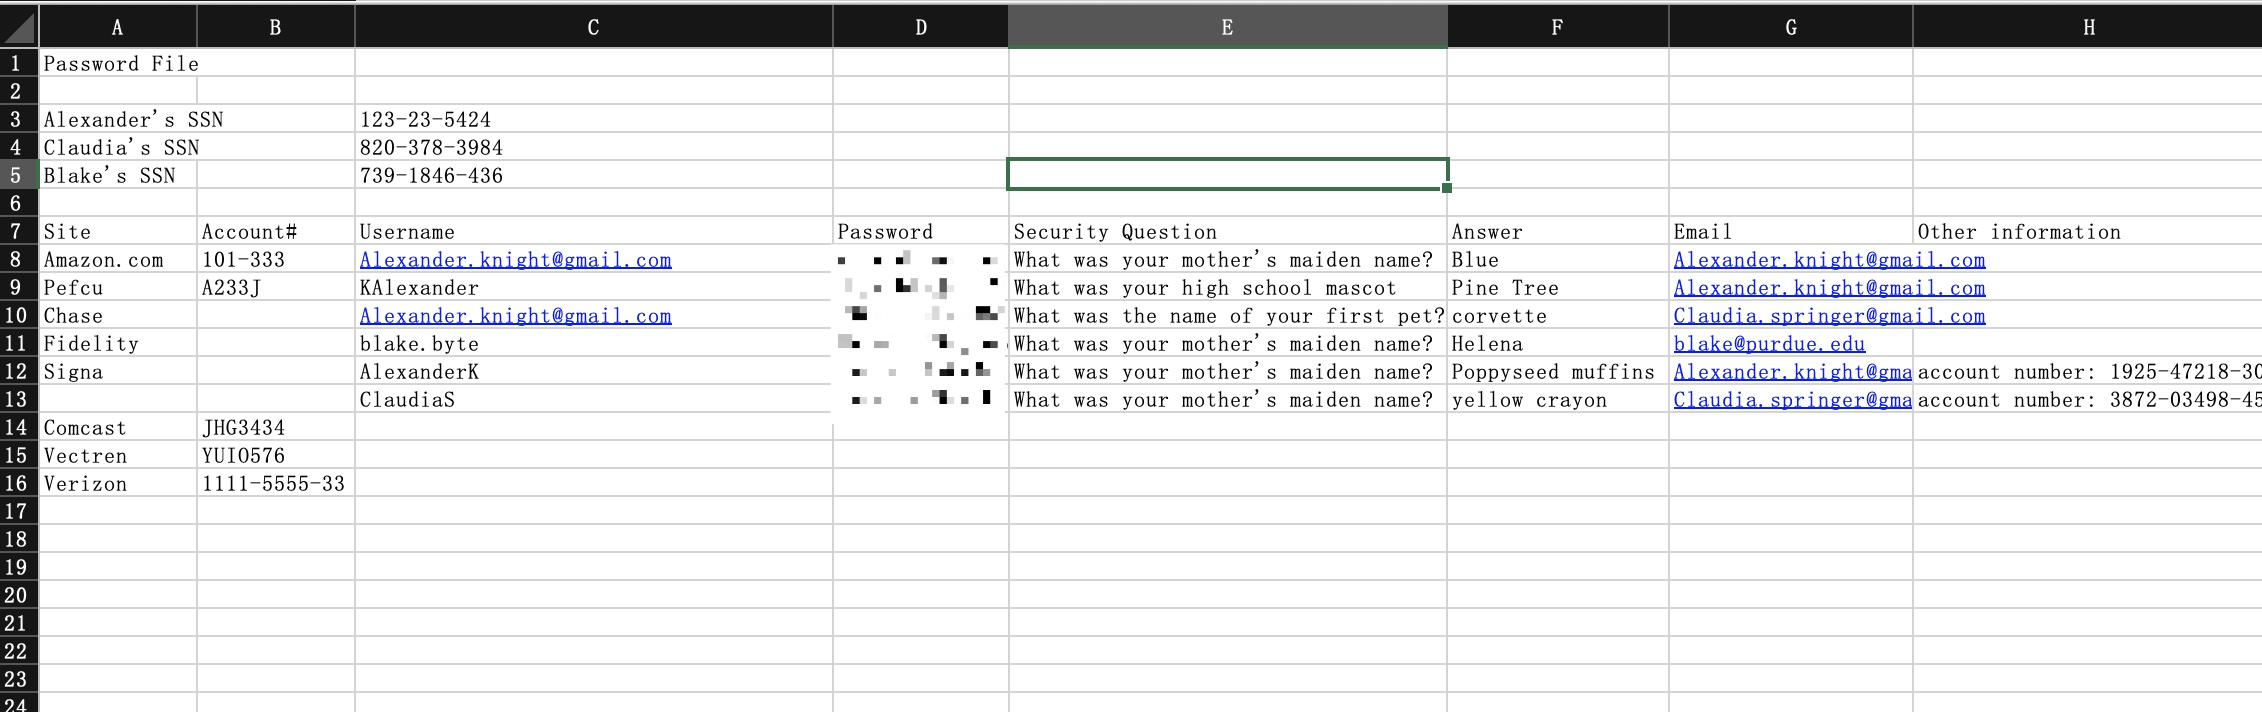 A B C D E F G H
1 Password File
2
3 Alexander's SSN 123-23-5424
4 Claudia's SSN 820-378-3984
5 Blake's SSN 739-1846-436
6
7 Site Account# Username Password Security Question Answer Email Other information
8 Amazon.com 101-333 Alexander.knight@gmail.com What was your mother's maiden name? Blue Alexander.knight@gmail.com
9 Pefcu A233J KAlexander What was your high school mascot Pine Tree Alexander.knight@gmail.com
10 Chase Alexander.knight@gmail.com What was the name of your first pet? corvette Claudia.springer@gmail.com
11 Fidelity blake.byte What was your mother's maiden name? Helena blake@purdue.edu
12 Signa AlexanderK What was your mother's maiden name? Poppyseed muffins Alexander.knight@gma account number: 1925-47218-30
13 ClaudiaS What was your mother's maiden name? yellow crayon Claudia.springer@gma account number: 3872-03498-45
14 Comcast JHG3434
15 Vectren YUIO576
16 Verizon 1111-5555-33
17
18
19
20
21
22
23
24